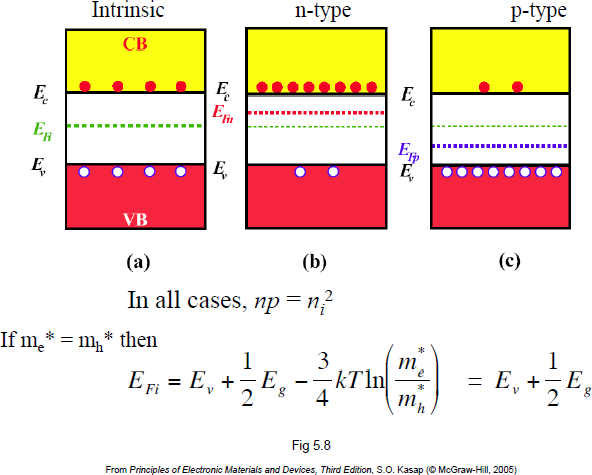 Intrinsic n-type p-type
CB
E_c E_c E_c
E_Fn
E_Fi
E_Fp
E_v E_v E_v
VB
(a) (b) (c)
In all cases, np = n_i^2
If m_e* = m_h* then
E_Fi = E_v + 1/2 E_g − 3/4 kT ln(m_e^*/m_h^*) = E_v + 1/2 E_g
Fig 5.8
From Principles of Electronic Materials and Devices, Third Edition, S.O. Kasap (© McGraw-Hill, 2005)